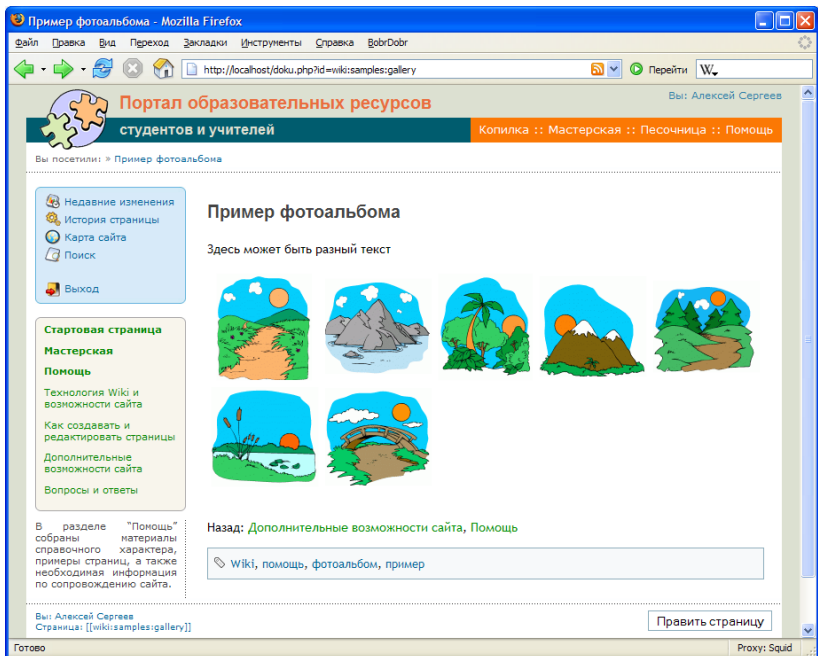 Пример фотоальбома - Mozilla Firefox
Файл Правка Вид Переход Закладки Инструменты Справка BobrDobr
http://localhost/doku.php?id=wiki:samples:gallery Перейти W.
Портал образовательных ресурсов
Вы: Алексей Сергеев
студентов и учителей
Копилка :: Мастерская :: Песочница :: Помощь
Вы посетили: » Пример фотоальбома
Недавние изменения
История страницы
Карта сайта
Поиск
Выход
Стартовая страница
Мастерская
Помощь
Технология Wiki и
возможности сайта
Как создавать и
редактировать страницы
Дополнительные
возможности сайта
Вопросы и ответы
В разделе "Помощь"
собраны материалы
справочного характера,
примеры страниц, а также
необходимая информация
по сопровождению сайта.
Пример фотоальбома
Здесь может быть разный текст
Назад: Дополнительные возможности сайта, Помощь
Wiki, помощь, фотоальбом, пример
Вы: Алексей Сергеев
Страница: [[wiki:samples:gallery]]
Править страницу
Готово
Proxy: Squid